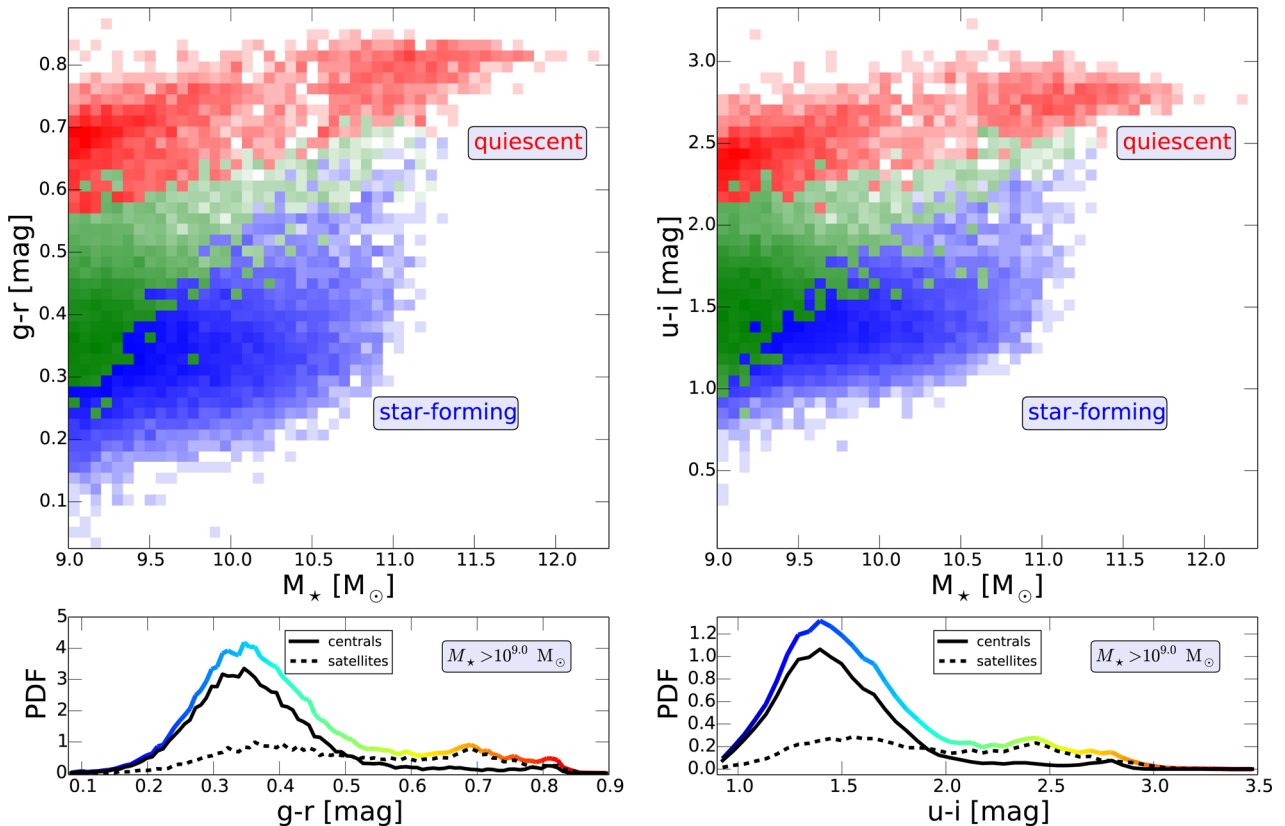 0.8
0.7
0.6
0.5
0.4
0.3
0.2
0.1
g-r [mag]
quiescent
star-forming
9.0 9.5 10.0 10.5 11.0 11.5 12.0
M⋆ [M☉]
3.0
2.5
2.0
1.5
1.0
0.5
u-i [mag]
quiescent
star-forming
9.0 9.5 10.0 10.5 11.0 11.5 12.0
M⋆ [M☉]
5
4
3
2
1
0
PDF
centrals
satellites
M⋆ >10^9.0 M☉
0.1 0.2 0.3 0.4 0.5 0.6 0.7 0.8 0.9
g-r [mag]
1.2
1.0
0.8
0.6
0.4
0.2
0.0
PDF
centrals
satellites
M⋆ >10^9.0 M☉
1.0 1.5 2.0 2.5 3.0 3.5
u-i [mag]